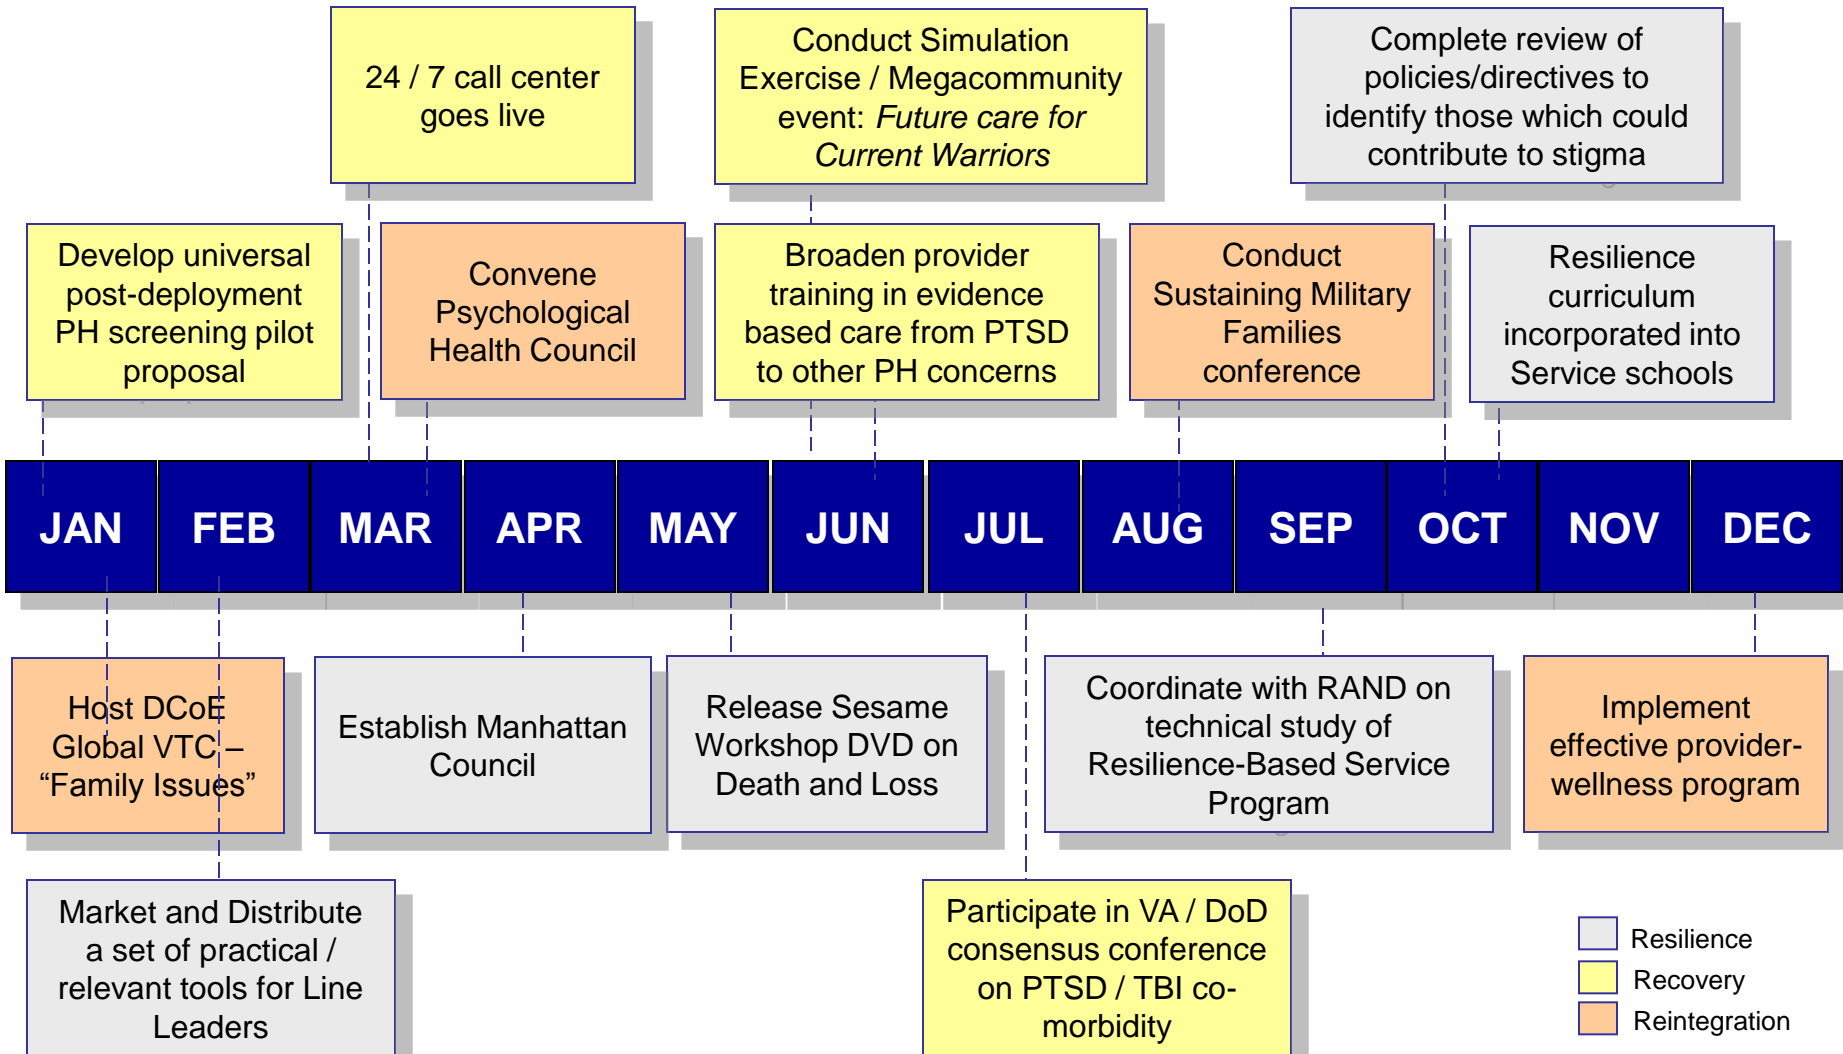 24 / 7 call center
goes live
Conduct Simulation
Exercise / Megacommunity
event: Future care for
Current Warriors
Complete review of
policies/directives to
identify those which could
contribute to stigma
Develop universal
post-deployment
PH screening pilot
proposal
Convene
Psychological
Health Council
Broaden provider
training in evidence
based care from PTSD
to other PH concerns
Conduct
Sustaining Military
Families
conference
Resilience
curriculum
incorporated into
Service schools
JAN FEB MAR APR MAY JUN JUL AUG SEP OCT NOV DEC
Host DCoE
Global VTC –
“Family Issues”
Establish Manhattan
Council
Release Sesame
Workshop DVD on
Death and Loss
Coordinate with RAND on
technical study of
Resilience-Based Service
Program
Implement
effective provider-
wellness program
Market and Distribute
a set of practical /
relevant tools for Line
Leaders
Participate in VA / DoD
consensus conference
on PTSD / TBI co-
morbidity
Resilience
Recovery
Reintegration